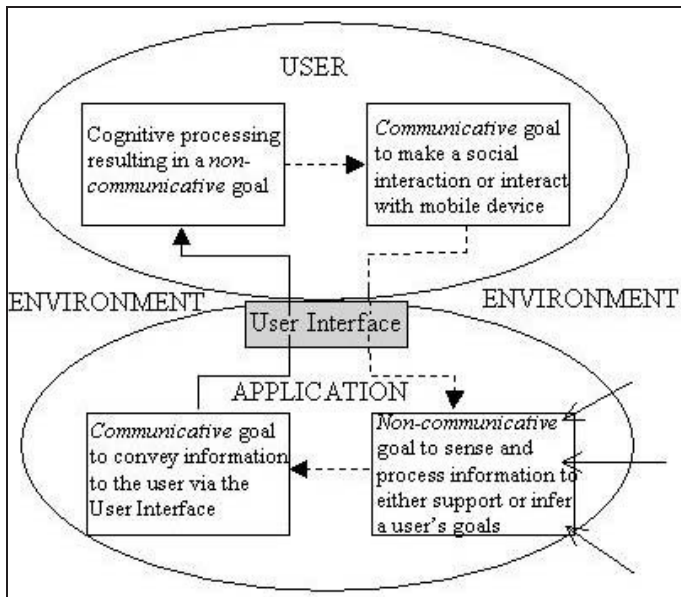 USER
Cognitive processing
resulting in a non-
communicative goal
Communicative goal
to make a social
interaction or interact
with mobile device
ENVIRONMENT
ENVIRONMENT
User Interface
APPLICATION
Communicative goal
to convey information
to the user via the
User Interface
Non-communicative
goal to sense and
process information to
either support or infer
a user's goals